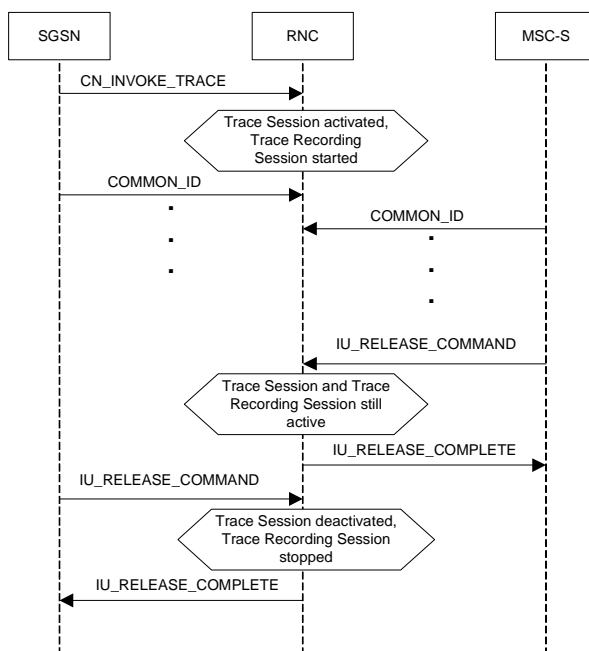 SGSN
RNC
MSC-S
CN_INVOKE_TRACE
Trace Session activated,
Trace Recording
Session started
COMMON_ID
COMMON_ID
IU_RELEASE_COMMAND
Trace Session and Trace
Recording Session still
active
IU_RELEASE_COMPLETE
IU_RELEASE_COMMAND
Trace Session deactivated,
Trace Recording Session
stopped
IU_RELEASE_COMPLETE